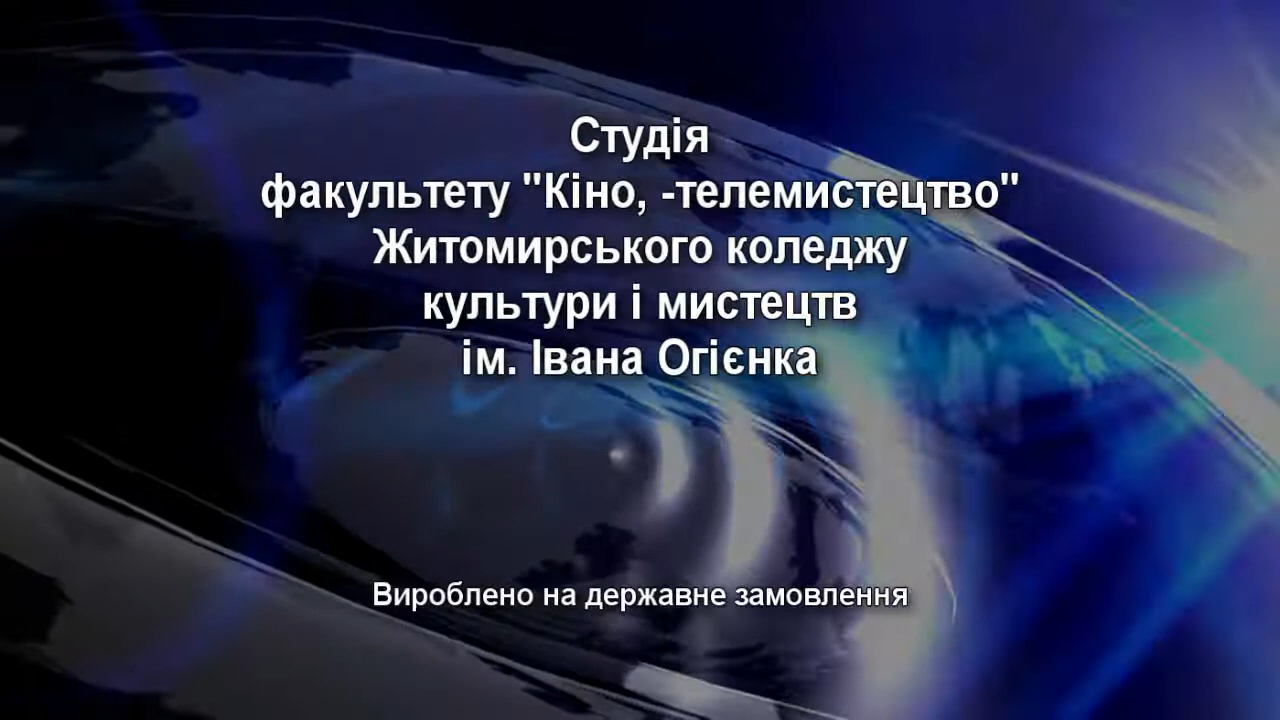 Студія
факультету "Кіно, -телемистецтво"
Житомирського коледжу
культури і мистецтв
ім. Івана Огієнка
Вироблено на державне замовлення